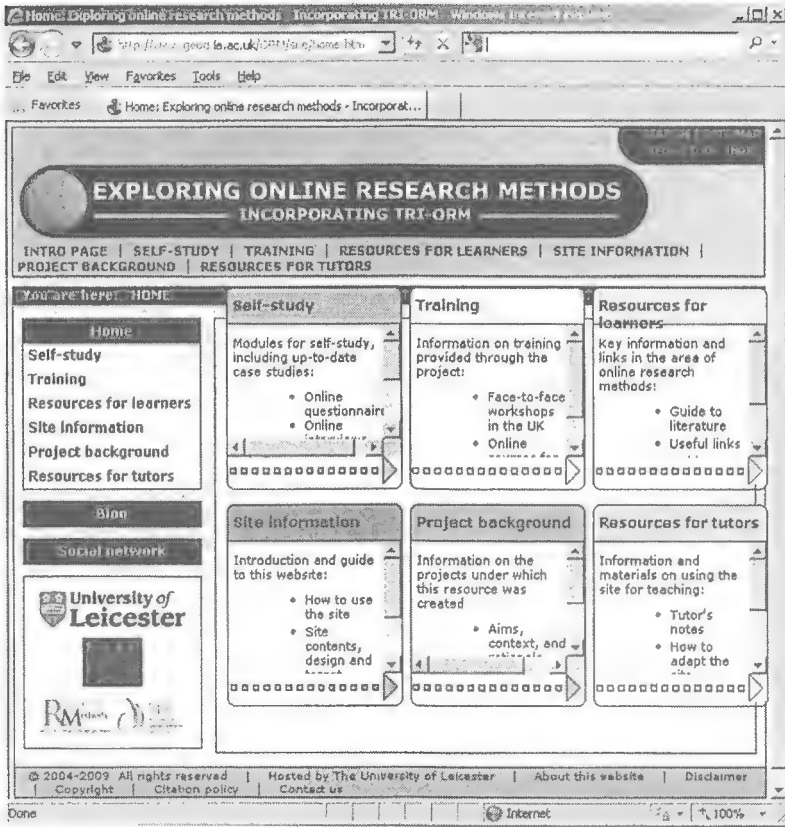 Home: Exploring online research methods - Incorporating TRI-ORM - Windows
.geog.le.ac.uk/
File Edit View Favorites Tools Help
Favorites Home: Exploring online research methods - Incorporat...
EXPLORING ONLINE RESEARCH METHODS
INCORPORATING TRI-ORM
INTRO PAGE | SELF-STUDY | TRAINING | RESOURCES FOR LEARNERS | SITE INFORMATION |
PROJECT BACKGROUND | RESOURCES FOR TUTORS
You are here: HOME
Home
Self-study
Training
Resources for learners
Site information
Project background
Resources for tutors
Blog
Social network
University of
Leicester
Self-study
Modules for self-study,
including up-to-date
case studies:
• Online
questionnaire
• Online
Training
Information on training
provided through the
project:
• Face-to-face
workshops
in the UK
• Online
Resources for
learners
Key information and
links in the area of
online research
methods:
• Guide to
literature
• Useful links
Site information
Introduction and guide
to this website:
• How to use
the site
• Site
contents,
design and
Project background
Information on the
projects under which
this resource was
created
• Aims,
context, and
Resources for tutors
Information and
materials on using the
site for teaching:
• Tutor's
notes
• How to
adapt the
© 2004-2009 All rights reserved | Hosted by The University of Leicester | About this website | Disclaimer
| Copyright | Citation policy | Contact us
Done Internet 100%